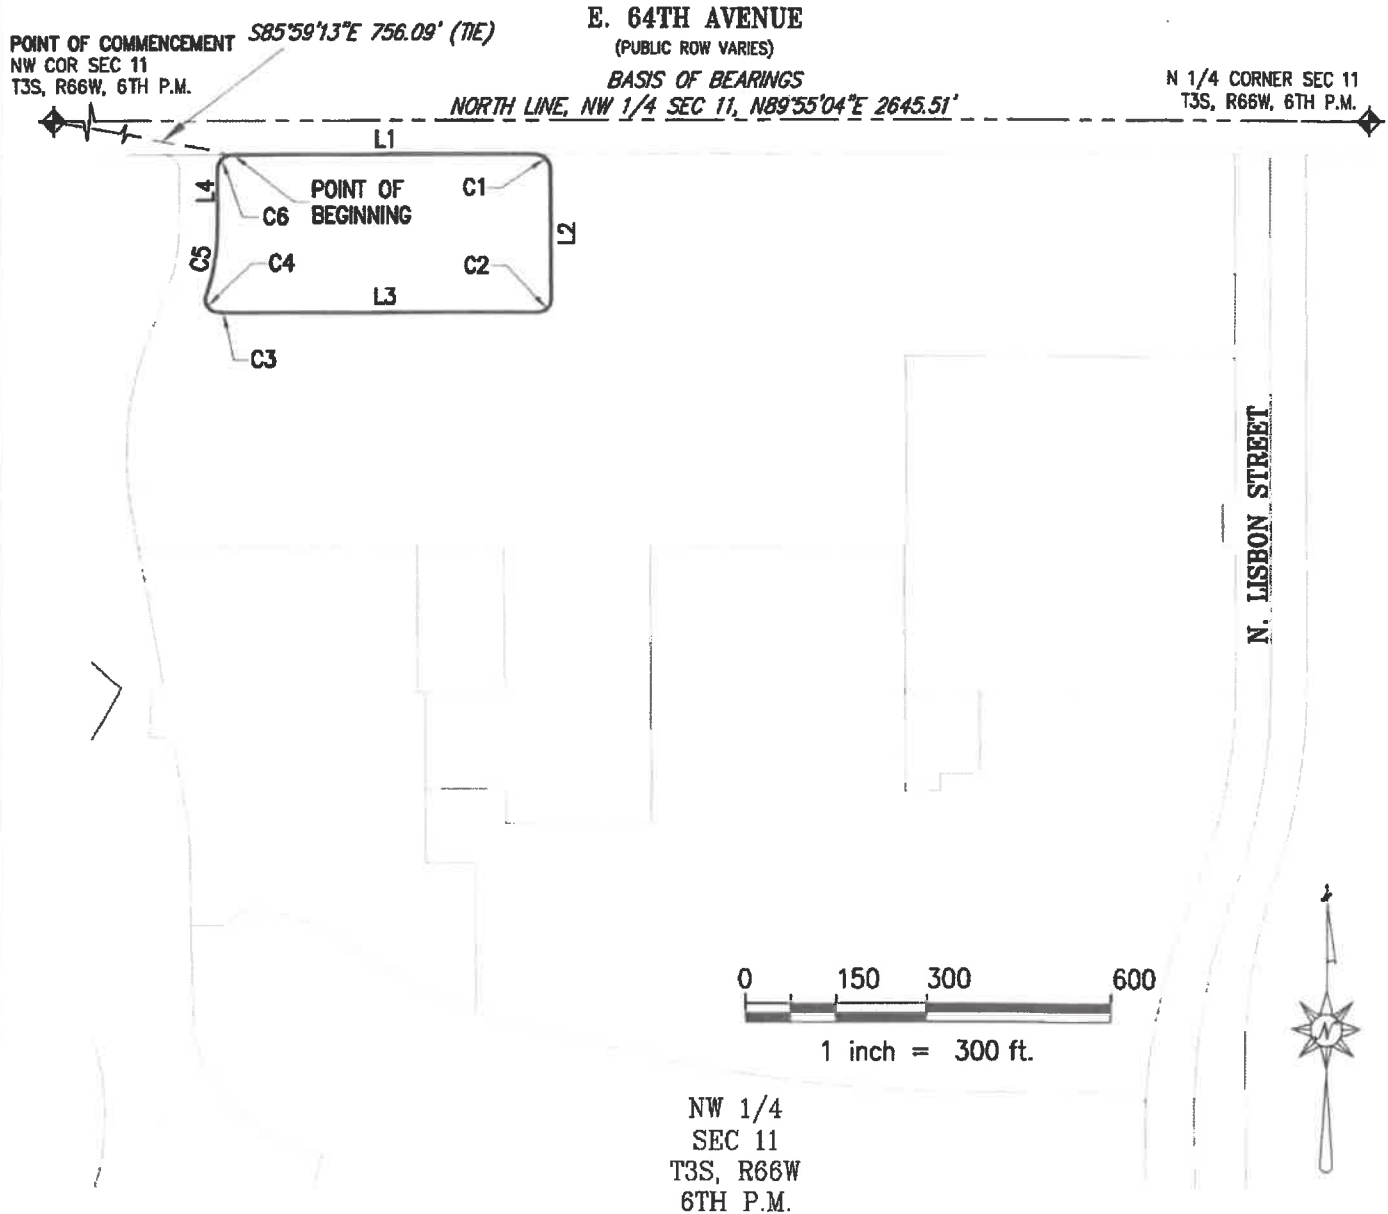 E. 64TH AVENUE
(PUBLIC ROW VARIES)
S85°59'13"E 756.09' (TIE)
POINT OF COMMENCEMENT
NW COR SEC 11
T3S, R66W, 6TH P.M.
BASIS OF BEARINGS
NORTH LINE, NW 1/4 SEC 11, N89°55'04"E 2645.51'
N 1/4 CORNER SEC 11
T3S, R66W, 6TH P.M.
L1
L4
POINT OF
BEGINNING
C1
C6
L2
C5
C4
C2
L3
C3
N. LISBON STREET
0 150 300 600
1 inch = 300 ft.
N
NW 1/4
SEC 11
T3S, R66W
6TH P.M.